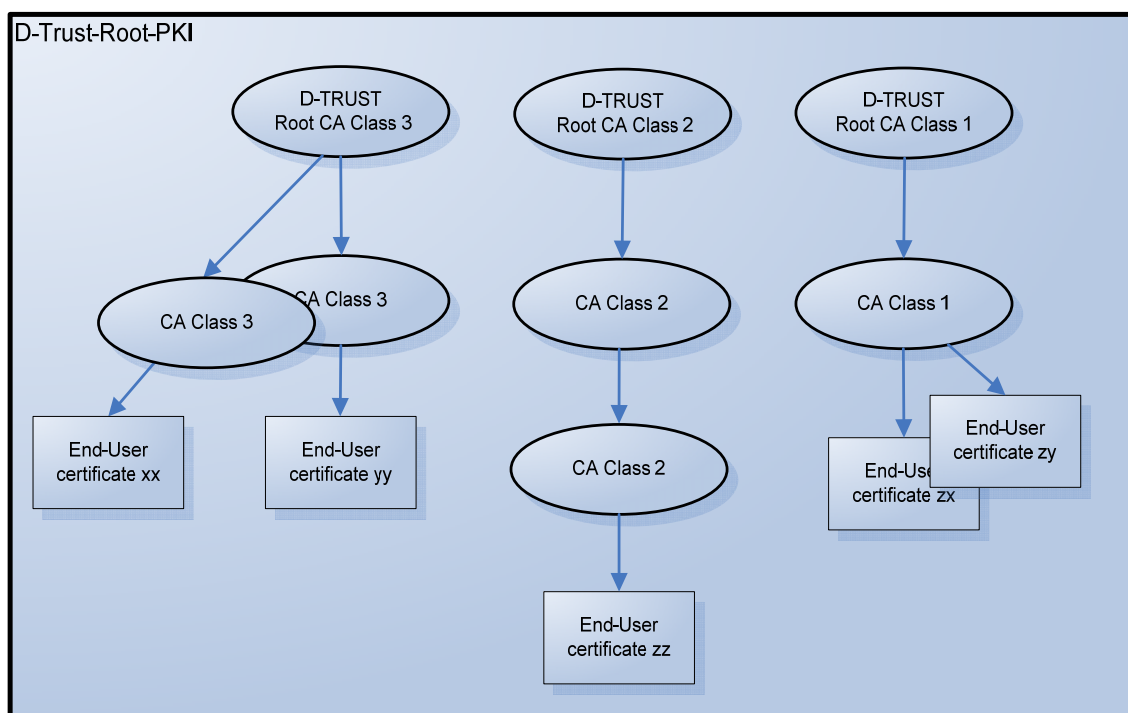 D-Trust-Root-PKI
D-TRUST
Root CA Class 3
D-TRUST
Root CA Class 2
D-TRUST
Root CA Class 1
CA Class 3
CA Class 3
CA Class 2
CA Class 1
End-User
certificate xx
End-User
certificate yy
CA Class 2
End-User
certificate zx
End-User
certificate zy
End-User
certificate zz